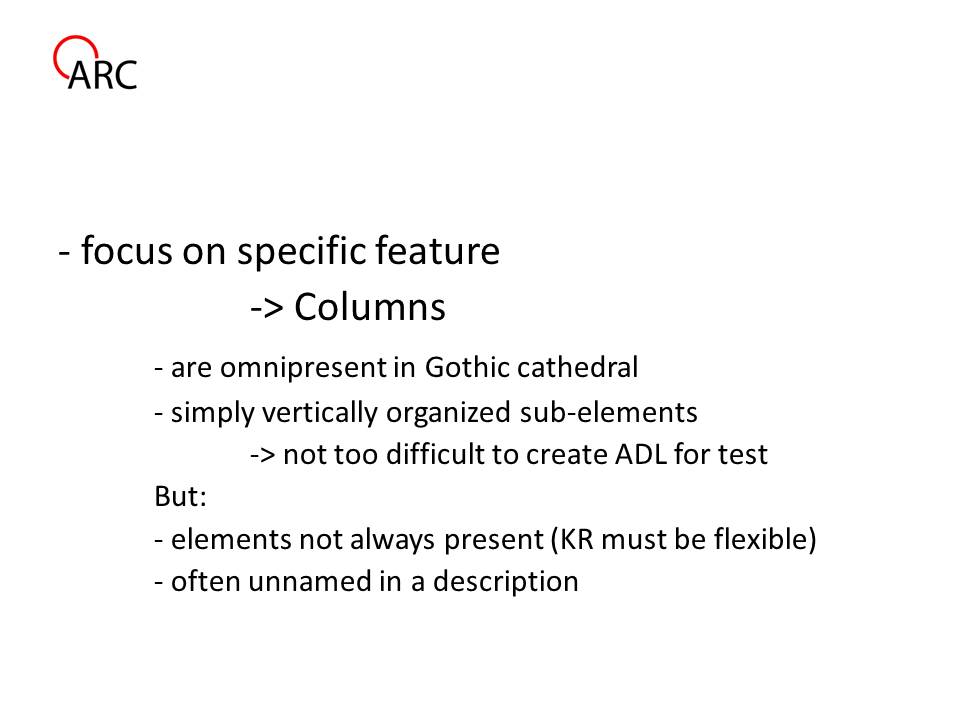 ARC
- focus on specific feature
-> Columns
- are omnipresent in Gothic cathedral
- simply vertically organized sub-elements
-> not too difficult to create ADL for test
But:
- elements not always present (KR must be flexible)
- often unnamed in a description